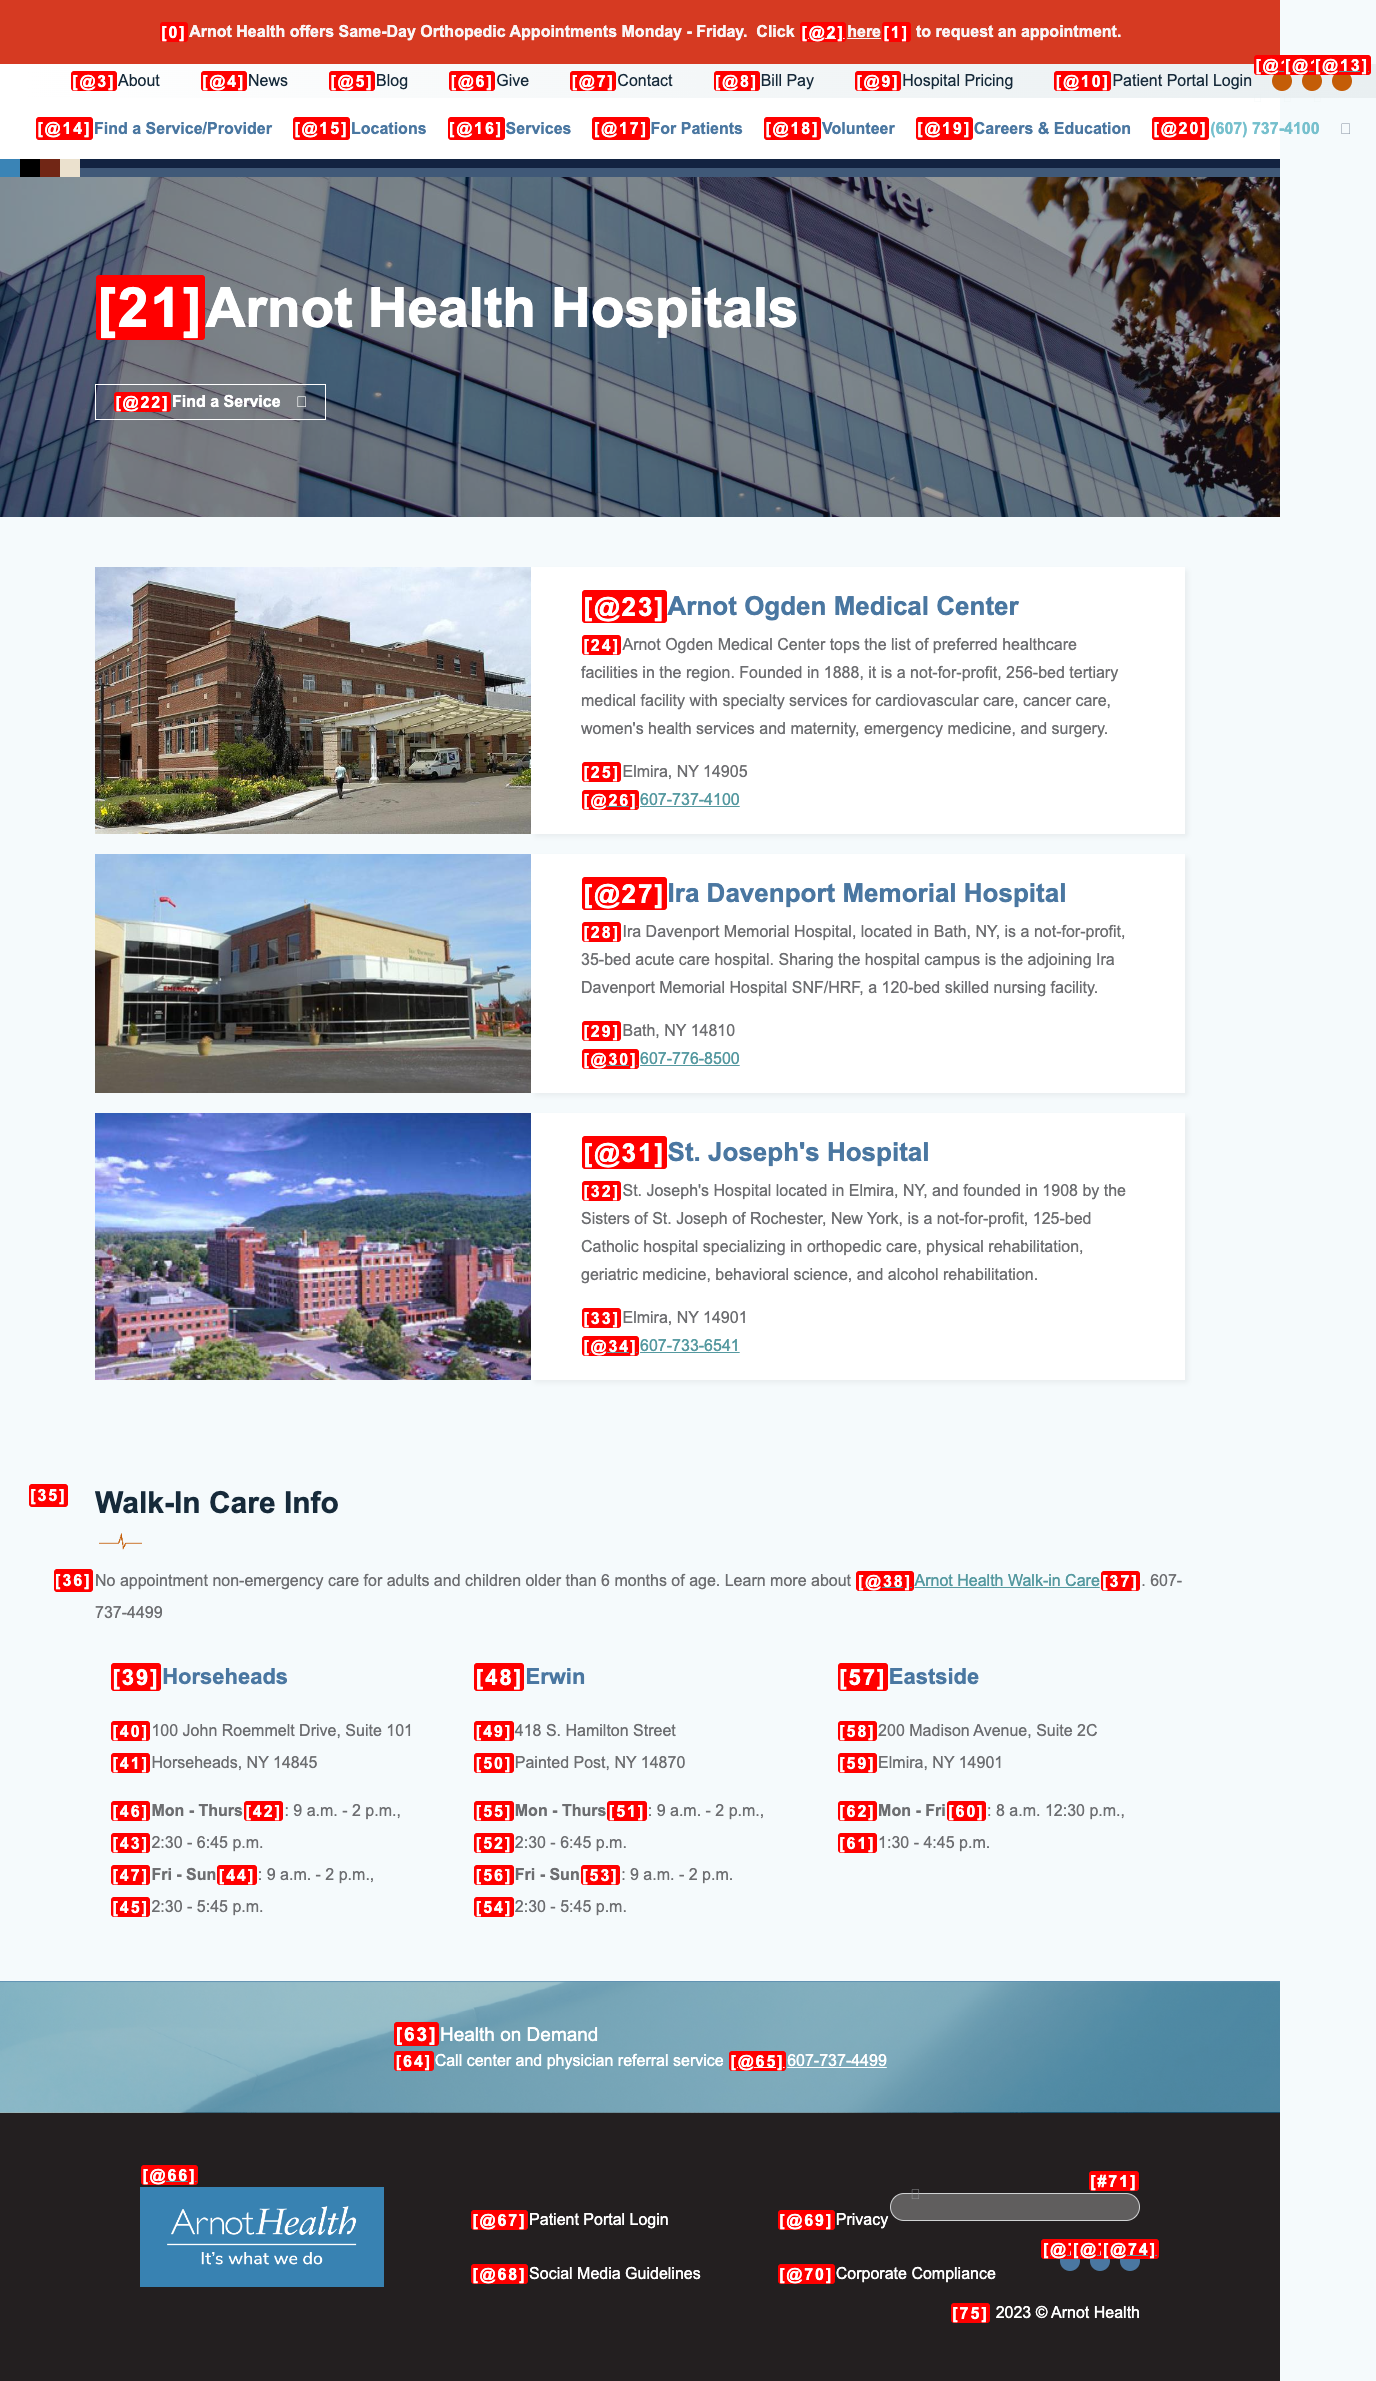 [0] Arnot Health offers Same-Day Orthopedic Appointments Monday - Friday. Click [@2] here [1] to request an appointment.
[@3] About [@4] News [@5] Blog [@6] Give [@7] Contact [@8] Bill Pay [@9] Hospital Pricing [@10] Patient Portal Login [@13]
[@14] Find a Service/Provider [@15] Locations [@16] Services [@17] For Patients [@18] Volunteer [@19] Careers & Education [@20] (607) 737-4100
[21] Arnot Health Hospitals
[@22] Find a Service
[@23] Arnot Ogden Medical Center
[24] Arnot Ogden Medical Center tops the list of preferred healthcare
facilities in the region. Founded in 1888, it is a not-for-profit, 256-bed tertiary
medical facility with specialty services for cardiovascular care, cancer care,
women's health services and maternity, emergency medicine, and surgery.
[25] Elmira, NY 14905
[@26] 607-737-4100
[@27] Ira Davenport Memorial Hospital
[28] Ira Davenport Memorial Hospital, located in Bath, NY, is a not-for-profit,
35-bed acute care hospital. Sharing the hospital campus is the adjoining Ira
Davenport Memorial Hospital SNF/HRF, a 120-bed skilled nursing facility.
[29] Bath, NY 14810
[@30] 607-776-8500
[@31] St. Joseph's Hospital
[32] St. Joseph's Hospital located in Elmira, NY, and founded in 1908 by the
Sisters of St. Joseph of Rochester, New York, is a not-for-profit, 125-bed
Catholic hospital specializing in orthopedic care, physical rehabilitation,
geriatric medicine, behavioral science, and alcohol rehabilitation.
[33] Elmira, NY 14901
[@34] 607-733-6541
[35] Walk-In Care Info
[36] No appointment non-emergency care for adults and children older than 6 months of age. Learn more about [@38] Arnot Health Walk-in Care [37] . 607-
737-4499
[39] Horseheads
[40] 100 John Roemmelt Drive, Suite 101
[41] Horseheads, NY 14845
[46] Mon - Thurs [42] : 9 a.m. - 2 p.m.,
[43] 2:30 - 6:45 p.m.
[47] Fri - Sun [44] : 9 a.m. - 2 p.m.,
[45] 2:30 - 5:45 p.m.
[48] Erwin
[49] 418 S. Hamilton Street
[50] Painted Post, NY 14870
[55] Mon - Thurs [51] : 9 a.m. - 2 p.m.,
[52] 2:30 - 6:45 p.m.
[56] Fri - Sun [53] : 9 a.m. - 2 p.m.
[54] 2:30 - 5:45 p.m.
[57] Eastside
[58] 200 Madison Avenue, Suite 2C
[59] Elmira, NY 14901
[62] Mon - Fri [60] : 8 a.m. 12:30 p.m.,
[61] 1:30 - 4:45 p.m.
[63] Health on Demand
[64] Call center and physician referral service [@65] 607-737-4499
[@66]
ArnotHealth
It's what we do
[@67] Patient Portal Login
[@68] Social Media Guidelines
[@69] Privacy
[@70] Corporate Compliance
[#71]
[@74]
[75] 2023 © Arnot Health